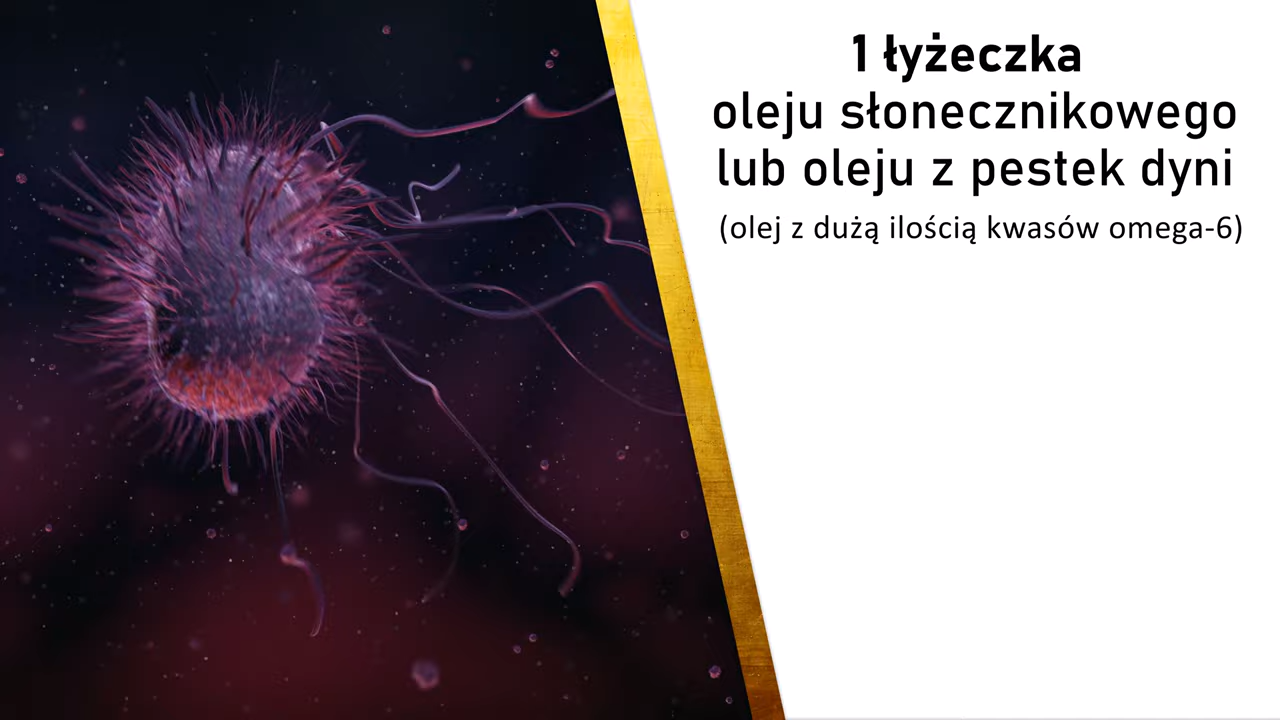 1 łyżeczka
oleju słonecznikowego
lub oleju z pestek dyni
(olej z dużą ilością kwasów omega-6)